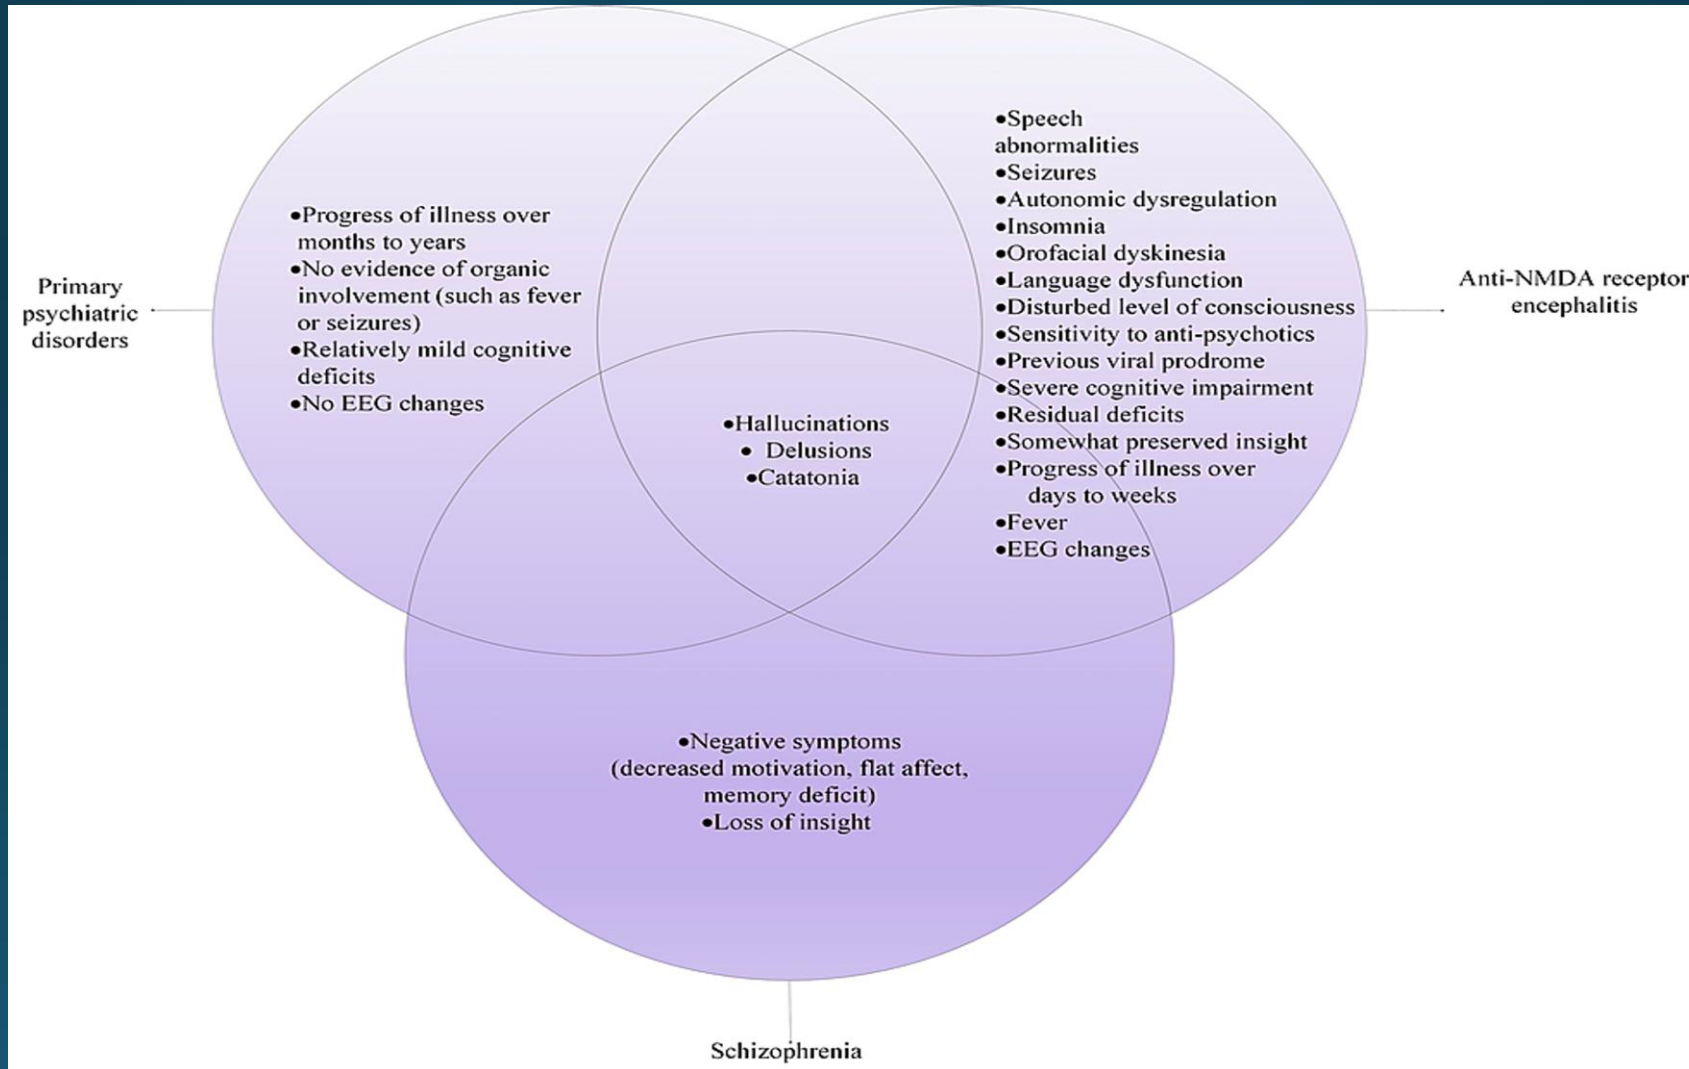 Primary
psychiatric
disorders
●Progress of illness over
months to years
●No evidence of organic
involvement (such as fever
or seizures)
●Relatively mild cognitive
deficits
●No EEG changes
●Hallucinations
● Delusions
●Catatonia
●Speech
abnormalities
●Seizures
●Autonomic dysregulation
●Insomnia
●Orofacial dyskinesia
●Language dysfunction
●Disturbed level of consciousness
●Sensitivity to anti-psychotics
●Previous viral prodrome
●Severe cognitive impairment
●Residual deficits
●Somewhat preserved insight
●Progress of illness over
days to weeks
●Fever
●EEG changes
Anti-NMDA receptor
encephalitis
●Negative symptoms
(decreased motivation, flat affect,
memory deficit)
●Loss of insight
Schizophrenia